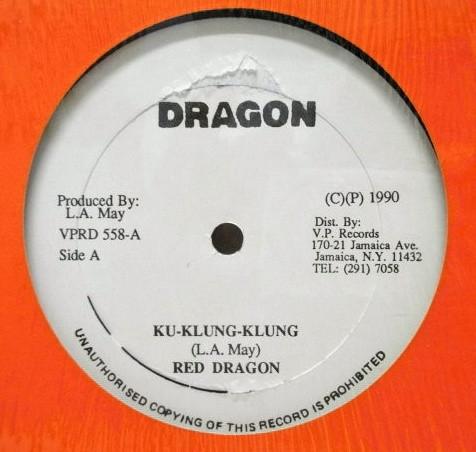 DRAGON
Produced By:
L.A. May
VPRD 558-A
Side A
(C)(P) 1990
Dist. By:
V.P. Records
170-21 Jamaica Ave.
Jamaica, N.Y. 11432
TEL: (291) 7058
KU-KLUNG-KLUNG
(L.A. May)
RED DRAGON
UNAUTHORISED COPYING OF THIS RECORD IS PROHIBITED